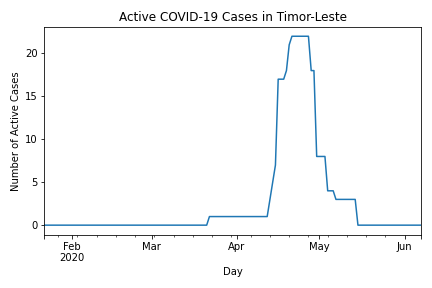 Active COVID-19 Cases in Timor-Leste
Number of Active Cases
20
15
10
5
0
Feb
2020
Mar
Apr
May
Jun
Day